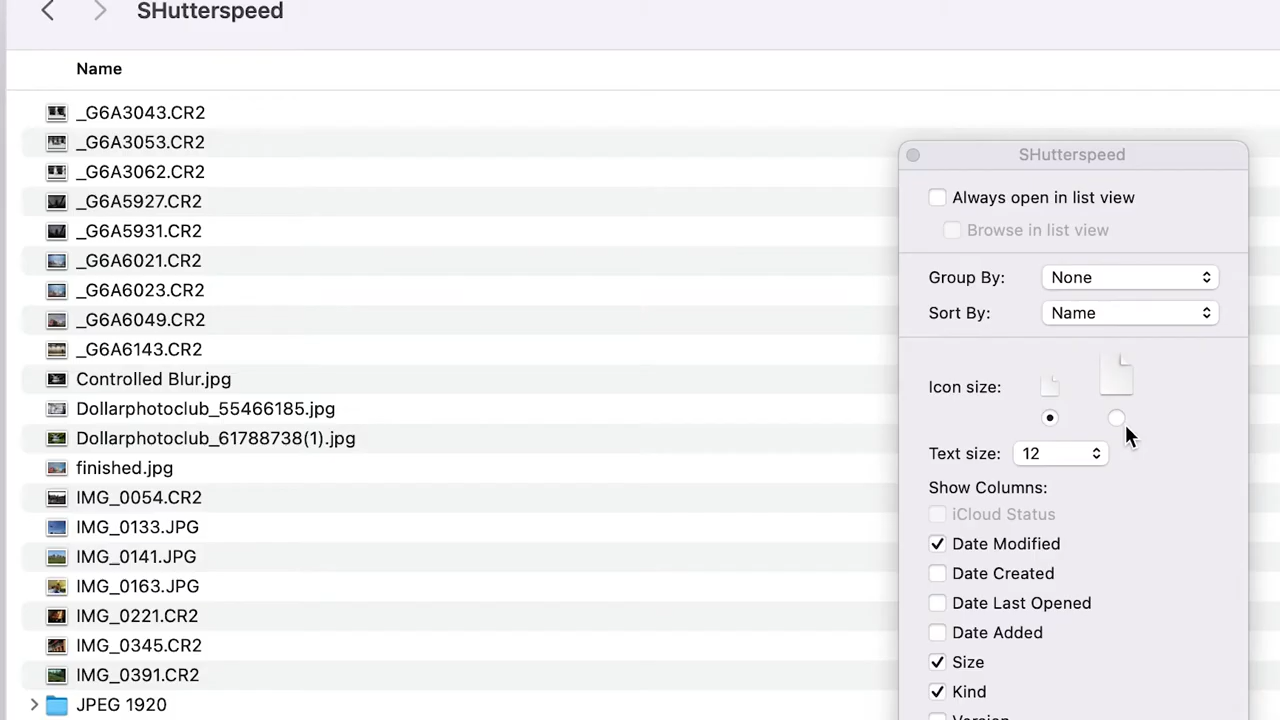 SHutterspeed
Name
_G6A3043.CR2
_G6A3053.CR2
_G6A3062.CR2
_G6A5927.CR2
_G6A5931.CR2
_G6A6021.CR2
_G6A6023.CR2
_G6A6049.CR2
_G6A6143.CR2
Controlled Blur.jpg
Dollarphotoclub_55466185.jpg
Dollarphotoclub_61788738(1).jpg
finished.jpg
IMG_0054.CR2
IMG_0133.JPG
IMG_0141.JPG
IMG_0163.JPG
IMG_0221.CR2
IMG_0345.CR2
IMG_0391.CR2
JPEG 1920
SHutterspeed
Always open in list view
Browse in list view
Group By: None
Sort By: Name
Icon size:
Text size: 12
Show Columns:
iCloud Status
Date Modified
Date Created
Date Last Opened
Date Added
Size
Kind
Version